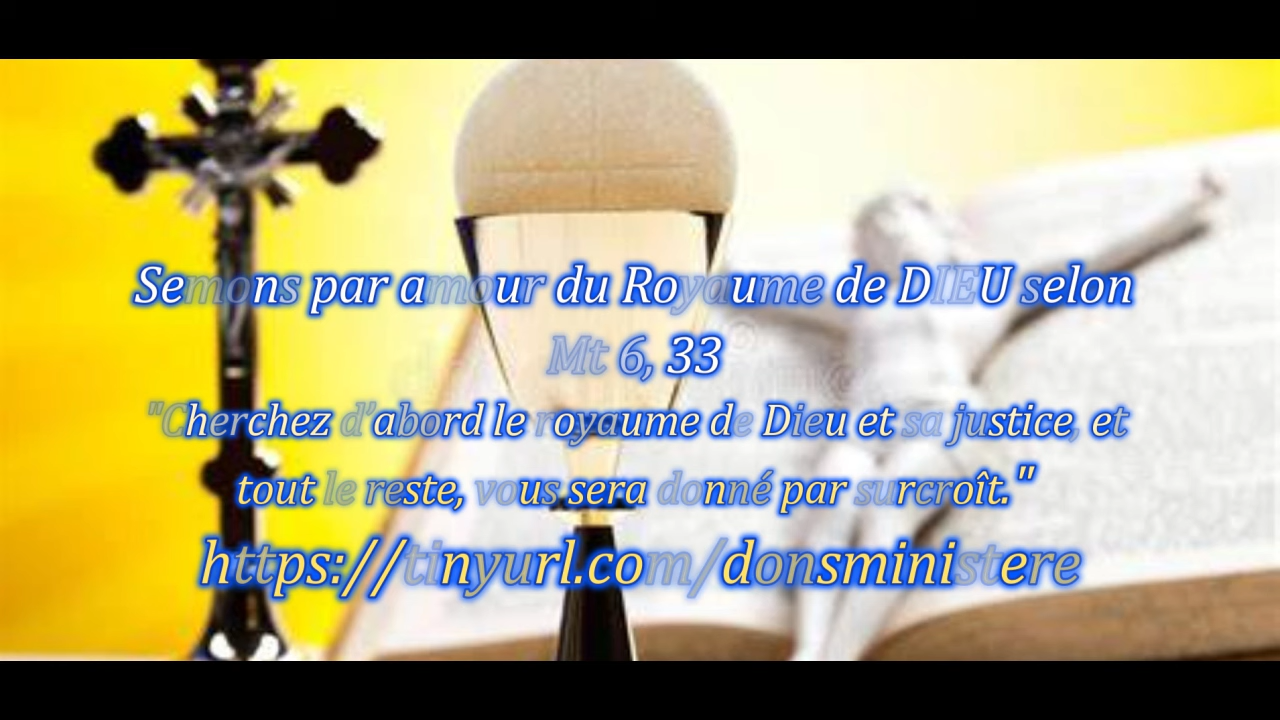 Semons par amour du Royaume de DIEU selon
Mt 6, 33
"Cherchez d'abord le royaume de Dieu et sa justice, et
tout le reste, vous sera donné par surcroît."
https://tinyurl.com/donsministere